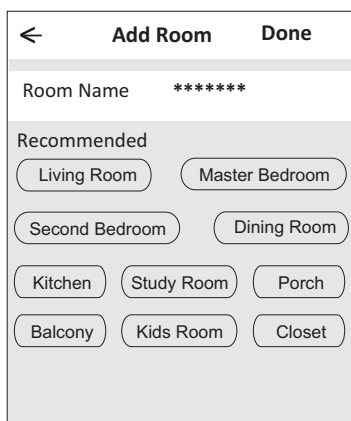 Add Room Done
Room Name *******
Recommended
Living Room Master Bedroom
Second Bedroom Dining Room
Kitchen Study Room Porch
Balcony Kids Room Closet